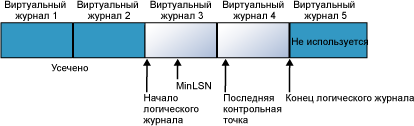 Виртуальный журнал 1
Виртуальный журнал 2
Виртуальный журнал 3
Виртуальный журнал 4
Виртуальный журнал 5
Не используется
Усечено
MinLSN
Начало логического журнала
Последняя контрольная точка
Конец логического журнала